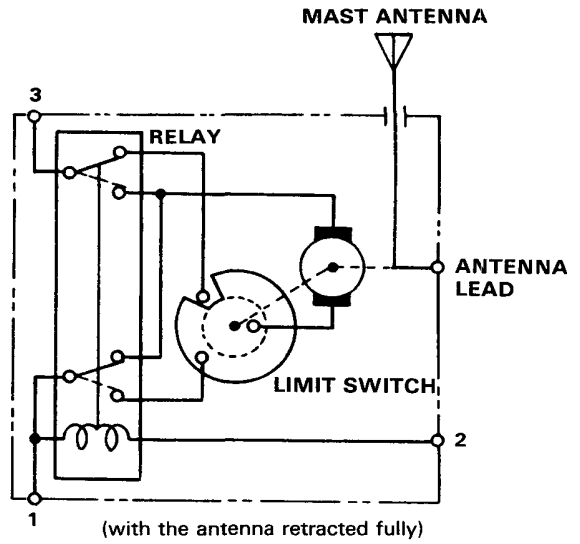 MAST ANTENNA
3
RELAY
ANTENNA
LEAD
LIMIT SWITCH
2
1
(with the antenna retracted fully)